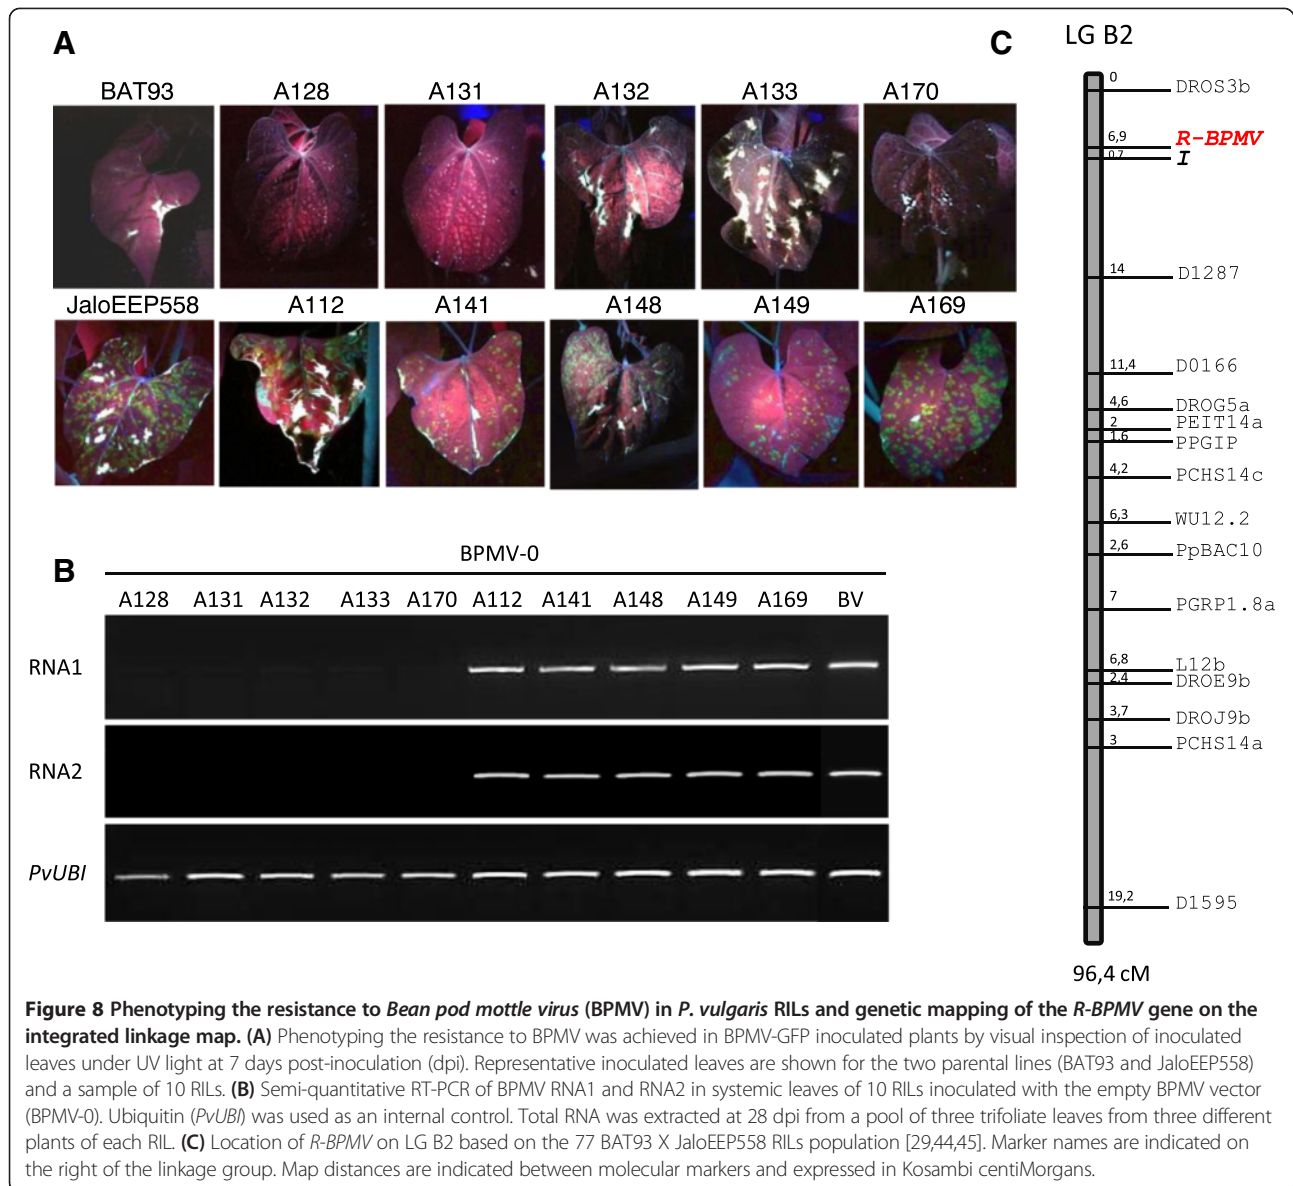 A
BAT93 A128 A131 A132 A133 A170
JaloEEP558 A112 A141 A148 A149 A169
B
BPMV-0
A128 A131 A132 A133 A170 A112 A141 A148 A149 A169 BV
RNA1
RNA2
PvUBI
C
LG B2
0 DROS3b
6,9 R-BPMV
0,7 I
14 D1287
11,4 D0166
4,6 DROG5a
2 PEIT14a
1,6 PPGIP
4,2 PCHS14c
6,3 WU12.2
2,6 PpBAC10
7 PGRP1.8a
6,8 L12b
2,4 DROE9b
3,7 DROJ9b
3 PCHS14a
19,2 D1595
96,4 cM
Figure 8 Phenotyping the resistance to Bean pod mottle virus (BPMV) in P. vulgaris RILs and genetic mapping of the R-BPMV gene on the
integrated linkage map. (A) Phenotyping the resistance to BPMV was achieved in BPMV-GFP inoculated plants by visual inspection of inoculated
leaves under UV light at 7 days post-inoculation (dpi). Representative inoculated leaves are shown for the two parental lines (BAT93 and JaloEEP558)
and a sample of 10 RILs. (B) Semi-quantitative RT-PCR of BPMV RNA1 and RNA2 in systemic leaves of 10 RILs inoculated with the empty BPMV vector
(BPMV-0). Ubiquitin (PvUBI) was used as an internal control. Total RNA was extracted at 28 dpi from a pool of three trifoliate leaves from three different
plants of each RIL. (C) Location of R-BPMV on LG B2 based on the 77 BAT93 X JaloEEP558 RILs population [29,44,45]. Marker names are indicated on
the right of the linkage group. Map distances are indicated between molecular markers and expressed in Kosambi centiMorgans.